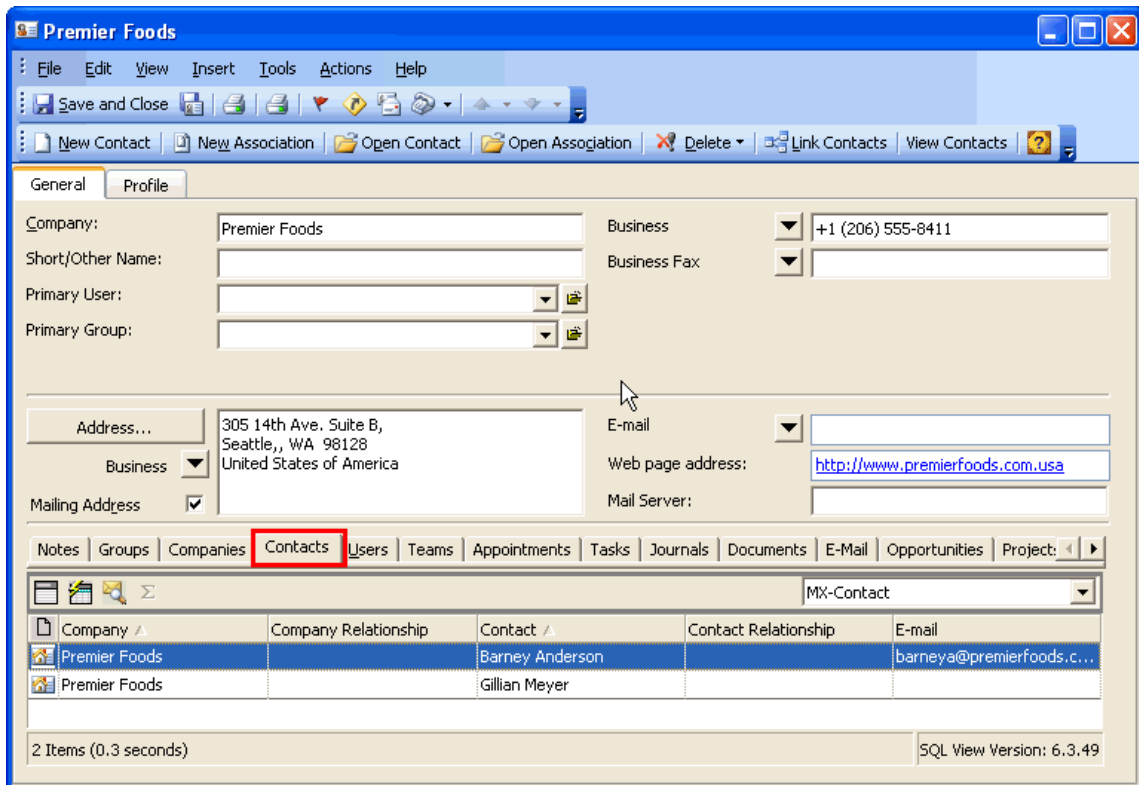 Premier Foods
File Edit View Insert Tools Actions Help
Save and Close
New Contact New Association Open Contact Open Association Delete Link Contacts View Contacts
General Profile
Company: Premier Foods Business +1 (206) 555-8411
Short/Other Name: Business Fax
Primary User:
Primary Group:
Address... 305 14th Ave. Suite B, E-mail
Seattle,, WA 98128
Business United States of America Web page address: http://www.premierfoods.com.usa
Mailing Address Mail Server:
Notes Groups Companies Contacts Users Teams Appointments Tasks Journals Documents E-Mail Opportunities Project:
Σ MX-Contact
Company Company Relationship Contact Contact Relationship E-mail
Premier Foods Barney Anderson barneya@premierfoods.c...
Premier Foods Gillian Meyer
2 Items (0.3 seconds) SQL View Version: 6.3.49